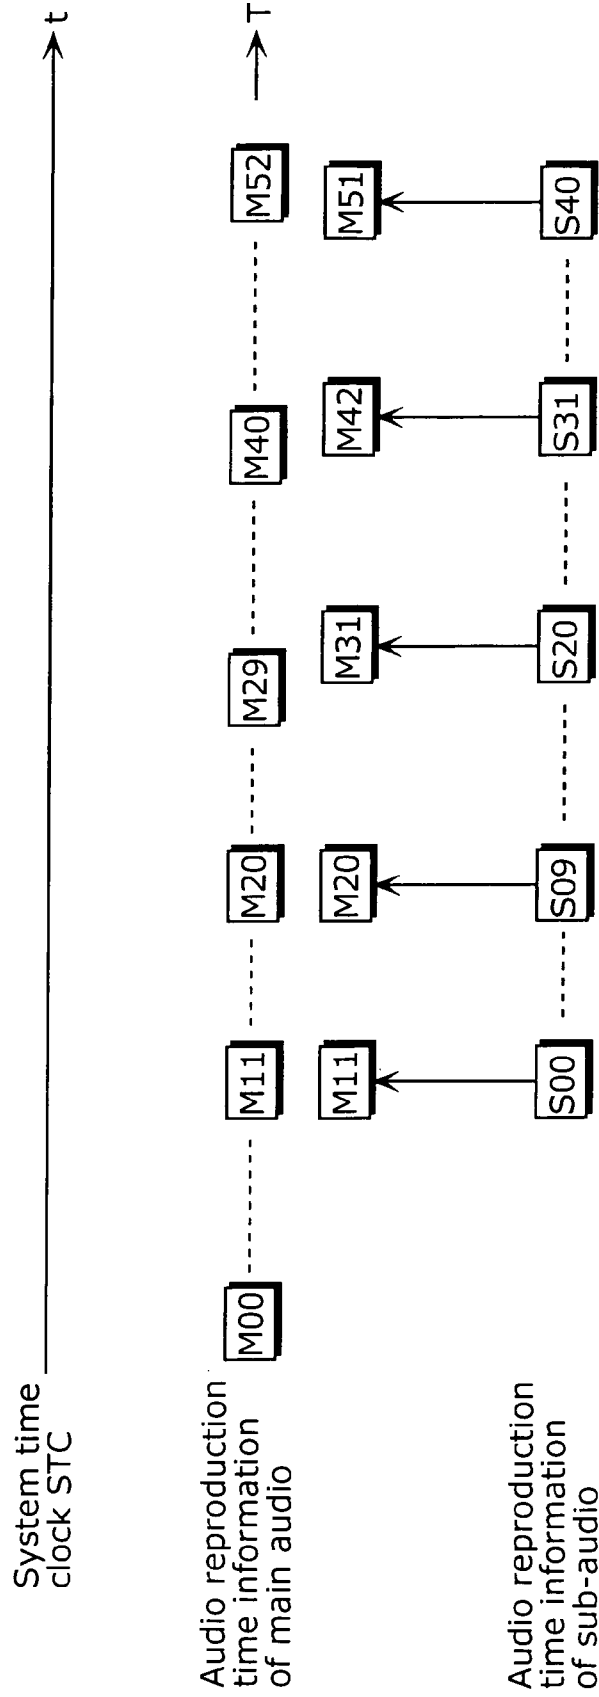 System time
clock STC
t
Audio reproduction
time information
of main audio
M00
M11
M20
M29
M40
M52
T
M11
M20
M31
M42
M51
Audio reproduction
time information
of sub-audio
S00
S09
S20
S31
S40